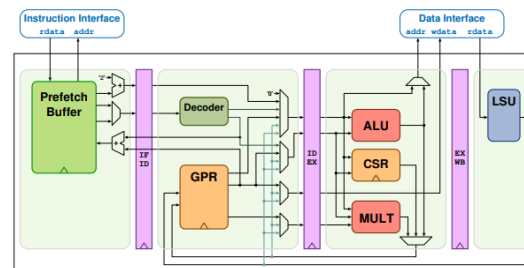 Instruction Interface
rdata addr
Data Interface
addr wdata rdata
'2'
+
Prefetch
Buffer
+
IF
ID
Decoder
'0'
GPR
ID
EX
ALU
CSR
MULT
EX
WB
LSU